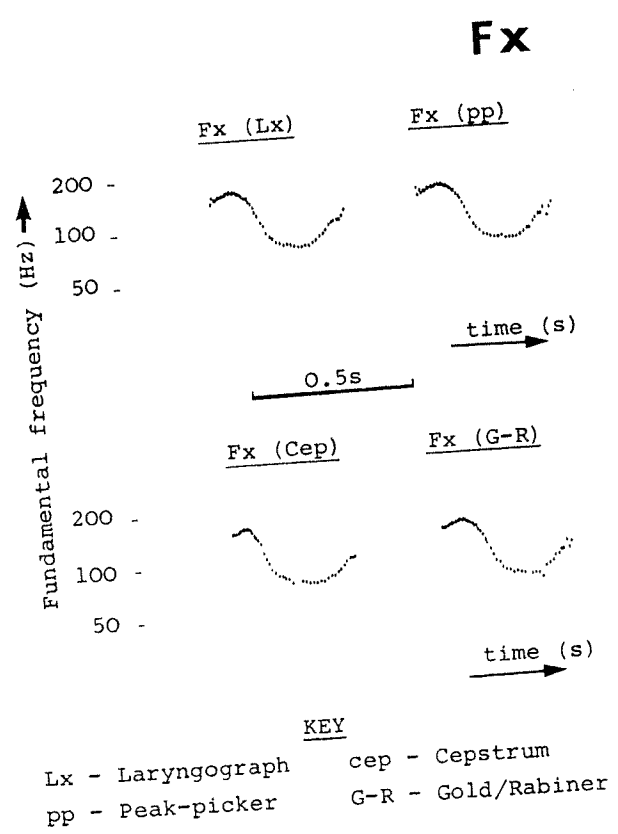 Fx
Fx (Lx) Fx (pp)
200 -
100 -
50 -
Fundamental frequency (Hz)
time (s)
0.5s
Fx (Cep) Fx (G-R)
200 -
100 -
50 -
time (s)
KEY
Lx - Laryngograph cep - Cepstrum
pp - Peak-picker G-R - Gold/Rabiner